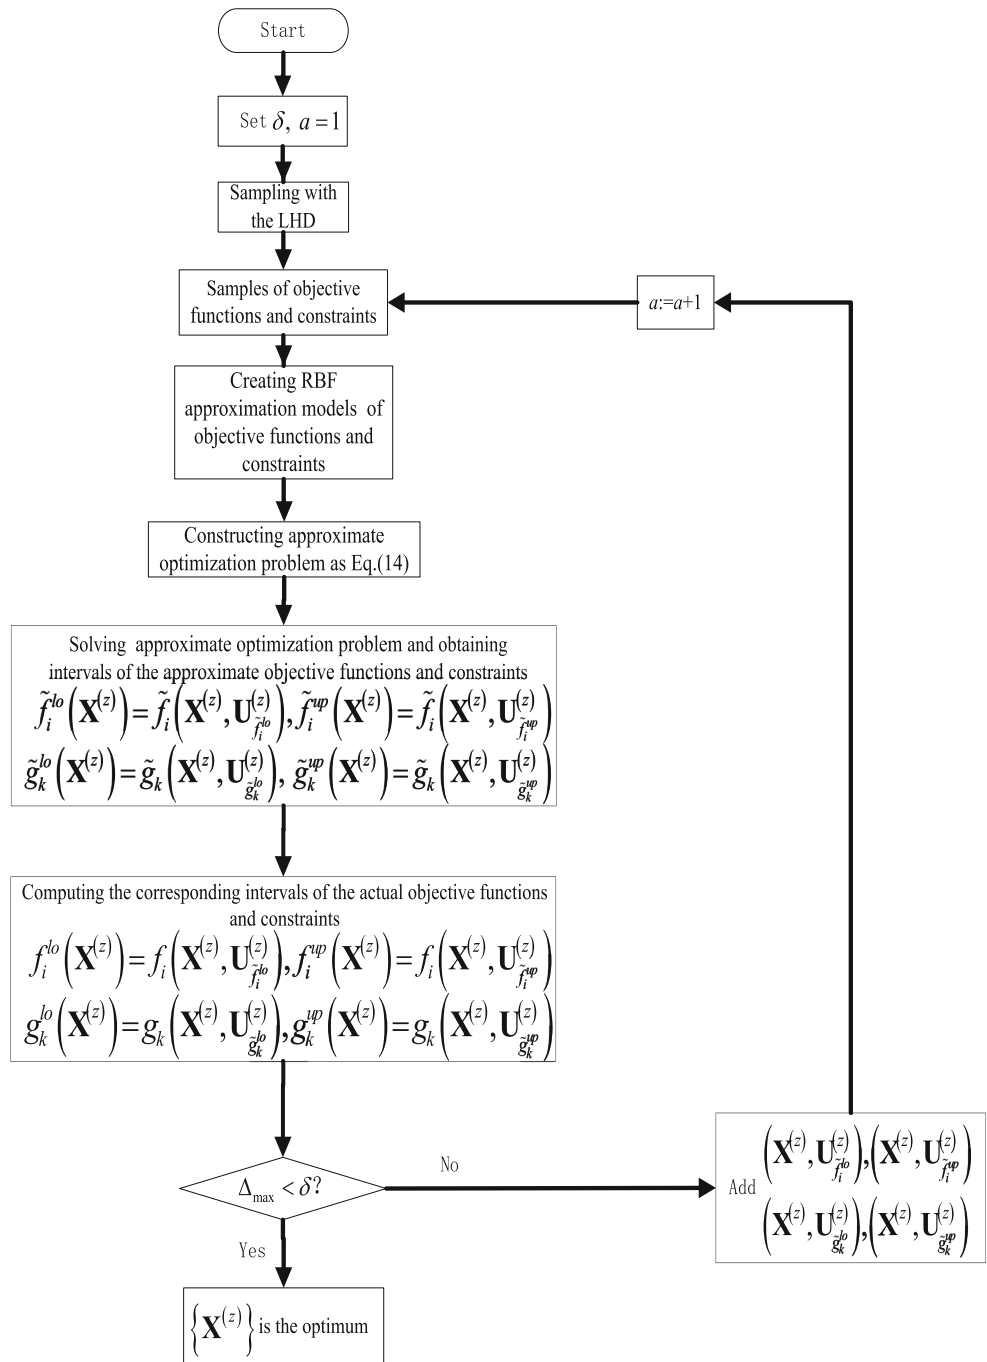 Start
Set δ, a=1
Sampling with
the LHD
Samples of objective
functions and constraints
a:=a+1
Creating RBF
approximation models of
objective functions and
constraints
Constructing approximate
optimization problem as Eq.(14)
Solving approximate optimization problem and obtaining
intervals of the approximate objective functions and constraints
f̃_i^{lo}(X^{(z)})=f̃_i(X^{(z)},U^{(z)}_{f̃_i^{lo}}),f̃_i^{up}(X^{(z)})=f̃_i(X^{(z)},U^{(z)}_{f̃_i^{up}})
g̃_k^{lo}(X^{(z)})=g̃_k(X^{(z)},U^{(z)}_{g̃_k^{lo}}), g̃_k^{up}(X^{(z)})=g̃_k(X^{(z)},U^{(z)}_{g̃_k^{up}})
Computing the corresponding intervals of the actual objective functions
and constraints
f_i^{lo}(X^{(z)})=f_i(X^{(z)},U^{(z)}_{f̃_i^{lo}}),f_i^{up}(X^{(z)})=f_i(X^{(z)},U^{(z)}_{f̃_i^{up}})
g_k^{lo}(X^{(z)})=g_k(X^{(z)},U^{(z)}_{g̃_k^{lo}}),g_k^{up}(X^{(z)})=g_k(X^{(z)},U^{(z)}_{g̃_k^{up}})
Δ_{max}<δ?
No
Add
(X^{(z)},U^{(z)}_{f̃_i^{lo}}),(X^{(z)},U^{(z)}_{f̃_i^{up}})
(X^{(z)},U^{(z)}_{g̃_k^{lo}}),(X^{(z)},U^{(z)}_{g̃_k^{up}})
Yes
{X^{(z)}} is the optimum